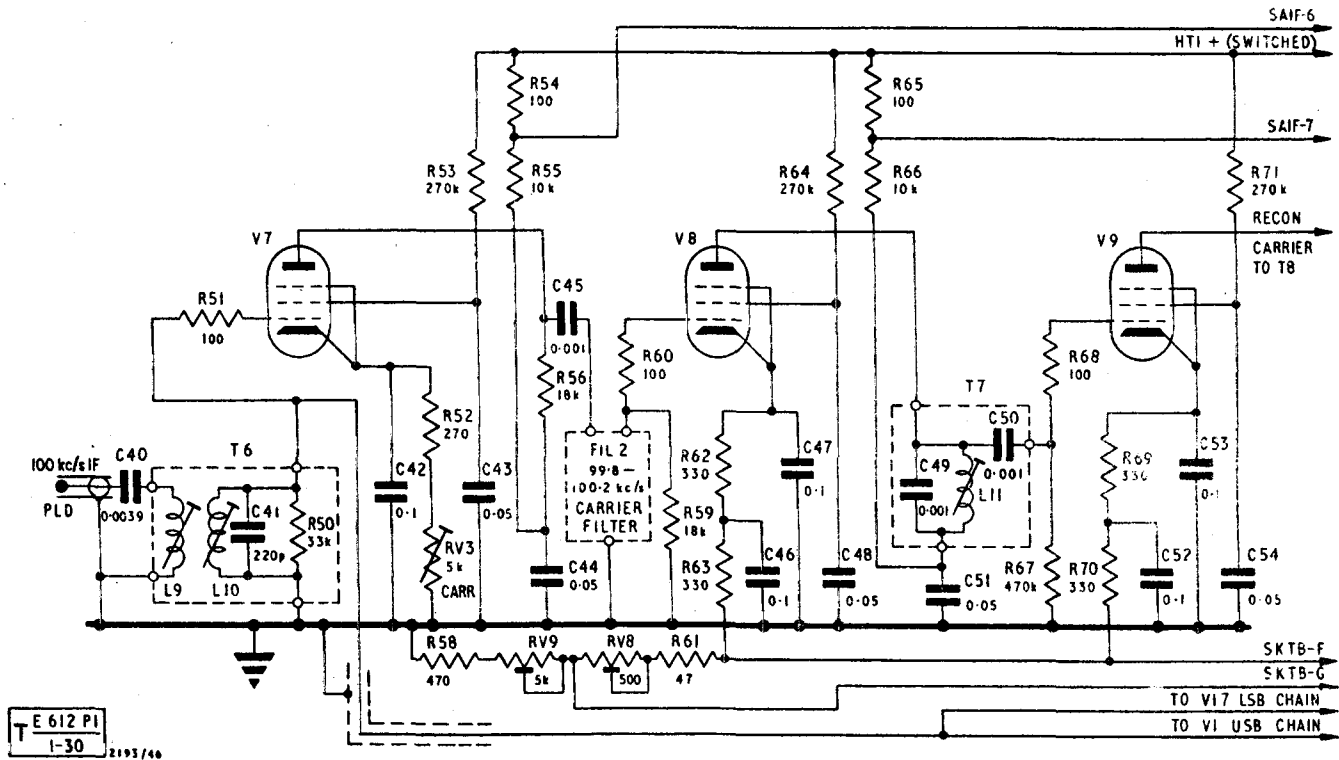 SAIF-6
HTI + (SWITCHED)
R54
100
R65
100
SAIF-7
R53
270k
R55
10k
R64
270k
R66
10k
R71
270k
V7
V8
V9
RECON
CARRIER
TO T8
R51
100
C45
0·001
R56
18k
R60
100
R68
100
T7
C50
0·001
C49
0·001
L11
R52
270
C42
0·1
C43
0·05
FIL 2
99·8 –
100·2 kc/s
CARRIER
FILTER
R62
330
C47
0·1
R69
330
C53
0·1
100 kc/s IF
PLD
C40
0·0039
T6
L9
L10
C41
220p
R50
33k
RV3
5k
CARR
C44
0·05
R59
18k
R63
330
C46
0·1
C48
0·05
C51
0·05
R67
470k
R70
330
C52
0·1
C54
0·05
R58
470
RV9
5k
RV8
500
R61
47
SKTB-F
SKTB-G
TO V17 LSB CHAIN
TO V1 USB CHAIN
T E 612 PI
1-30
2193/46